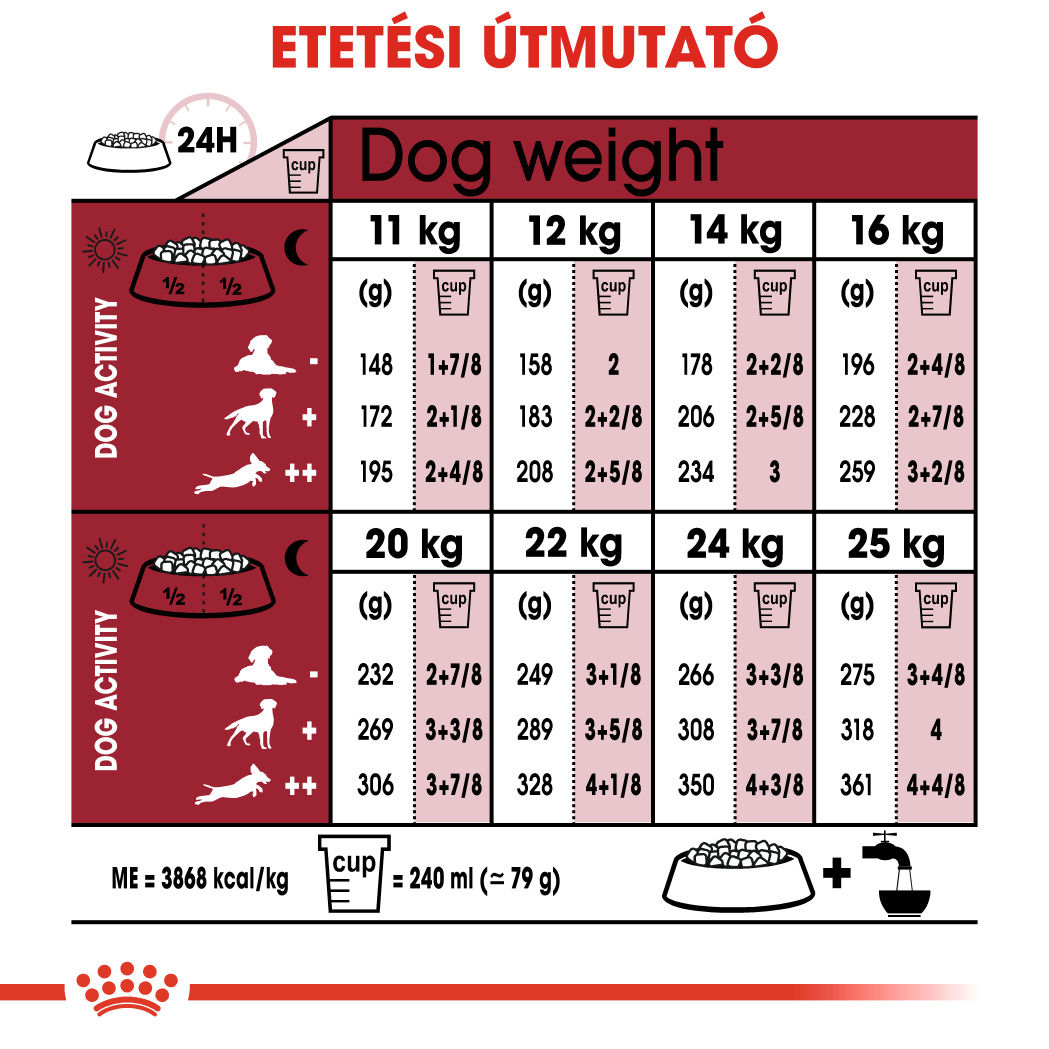 ETETÉSI ÚTMUTATÓ
24H
cup
Dog weight
11 kg 12 kg 14 kg 16 kg
½ ½
DOG ACTIVITY
(g) cup (g) cup (g) cup (g) cup
- 148 1+7/8 158 2 178 2+2/8 196 2+4/8
+ 172 2+1/8 183 2+2/8 206 2+5/8 228 2+7/8
++ 195 2+4/8 208 2+5/8 234 3 259 3+2/8
20 kg 22 kg 24 kg 25 kg
½ ½
DOG ACTIVITY
(g) cup (g) cup (g) cup (g) cup
- 232 2+7/8 249 3+1/8 266 3+3/8 275 3+4/8
+ 269 3+3/8 289 3+5/8 308 3+7/8 318 4
++ 306 3+7/8 328 4+1/8 350 4+3/8 361 4+4/8
ME = 3868 kcal/kg cup = 240 ml (≃ 79 g) +